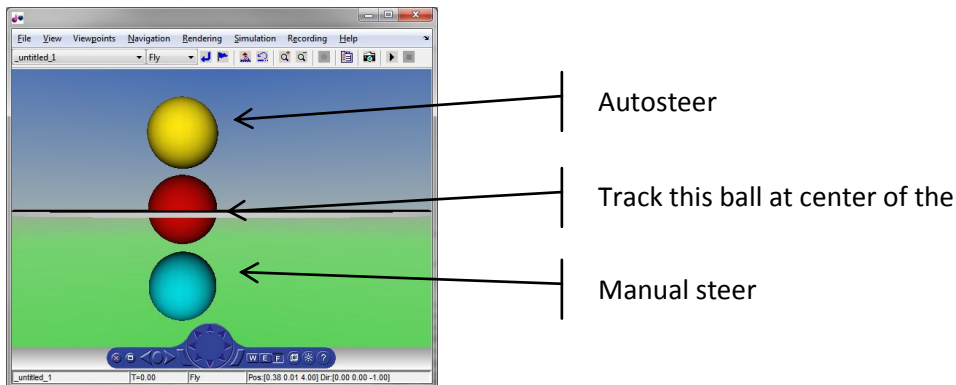 File View Viewpoints Navigation Rendering Simulation Recording Help
_untitled_1 Fly
Autosteer
Track this ball at center of the
Manual steer
W E F ?
_untitled_1 T=0.00 Fly Pos:[0.38 0.01 4.00] Dir:[0.00 0.00 -1.00]